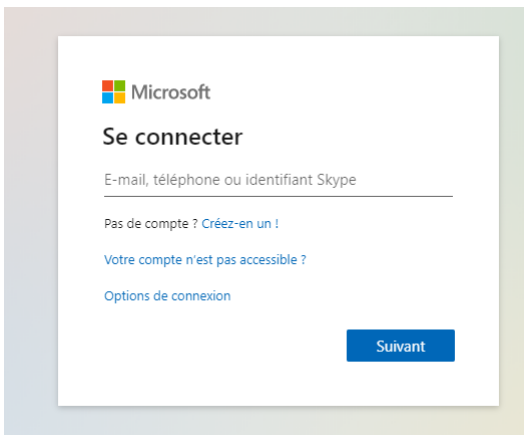 Microsoft
Se connecter
E-mail, téléphone ou identifiant Skype
Pas de compte ? Créez-en un !
Votre compte n'est pas accessible ?
Options de connexion
Suivant